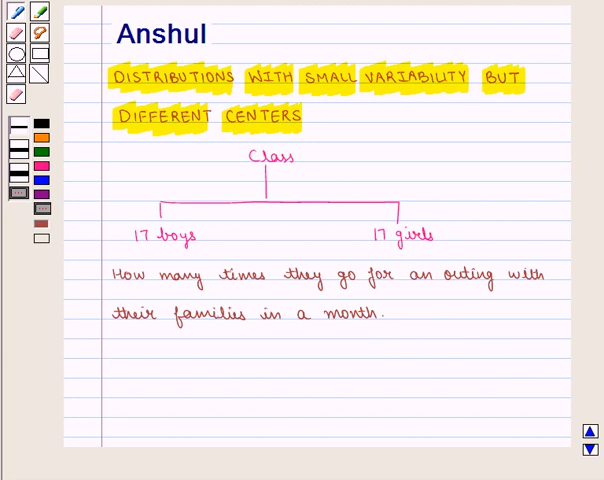 Anshul
DISTRIBUTIONS WITH SMALL VARIABILITY BUT
DIFFERENT CENTERS
Class
17 boys 17 girls
How many times they go for an outing with
their families in a month.